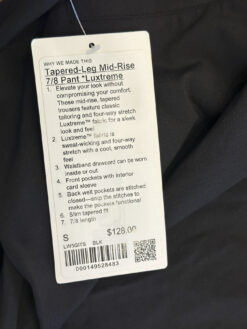 WHY WE MADE THIS
Tapered-Leg Mid-Rise
7/8 Pant *Luxtreme
1. Elevate your look without
compromising your comfort.
These mid-rise, tapered
trousers feature classic
tailoring and four-way stretch
Luxtreme™ fabric for a sleek
look and feel
2. Luxtreme™ fabric is
sweat-wicking and four-way
stretch with a cool, smooth
feel
3. Waistband drawcord can be worn
inside or out
4. Front pockets with interior
card sleeve
5. Back welt pockets are stitched
closed—snip the stitches to
make the pockets functional
6. Slim tapered fit
7. 7/8 length
S
$128.00
BLK
000149528483